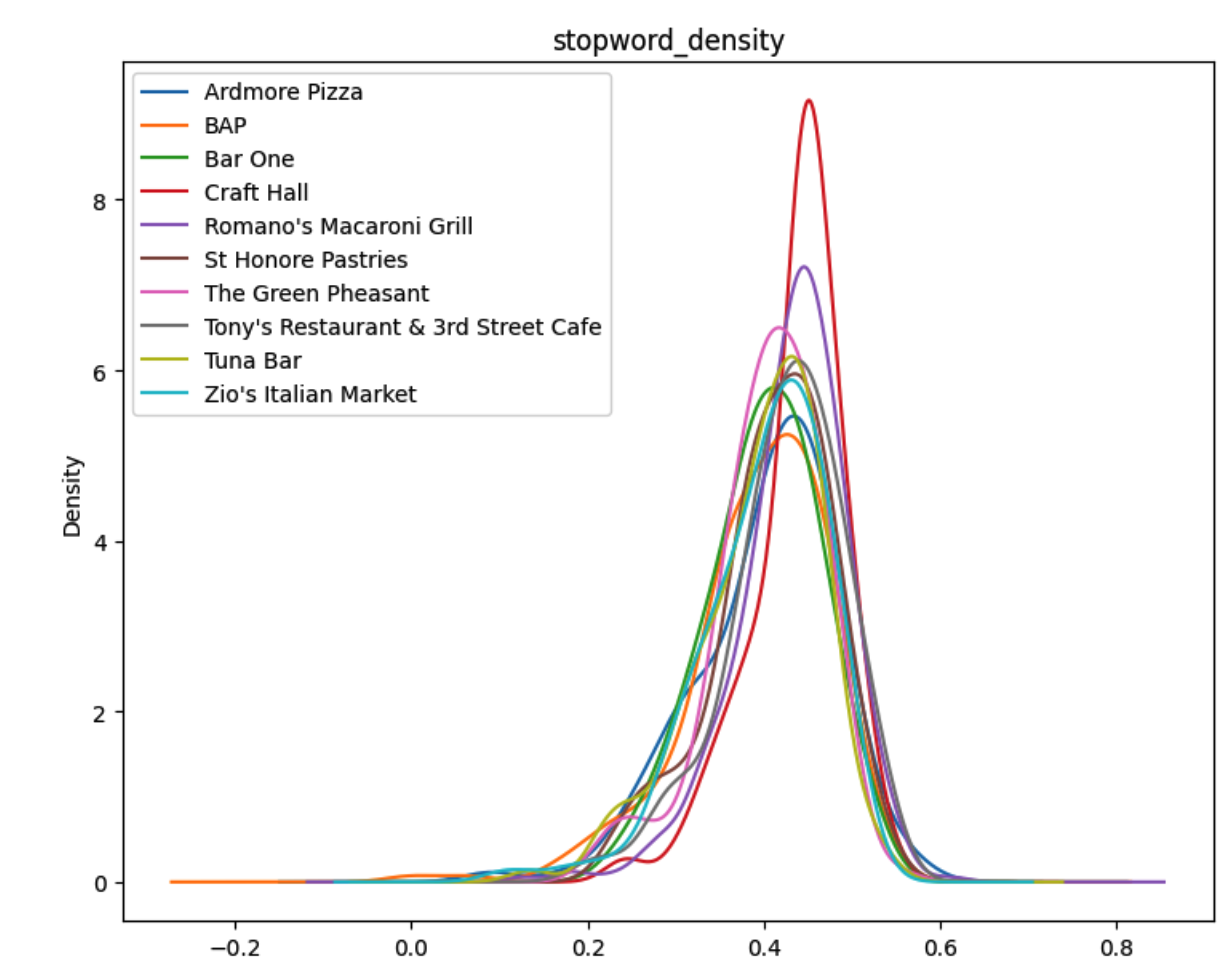 stopword_density
Ardmore Pizza
BAP
Bar One
Craft Hall
Romano's Macaroni Grill
St Honore Pastries
The Green Pheasant
Tony's Restaurant & 3rd Street Cafe
Tuna Bar
Zio's Italian Market
Density
8
6
4
2
0
−0.2
0.0
0.2
0.4
0.6
0.8